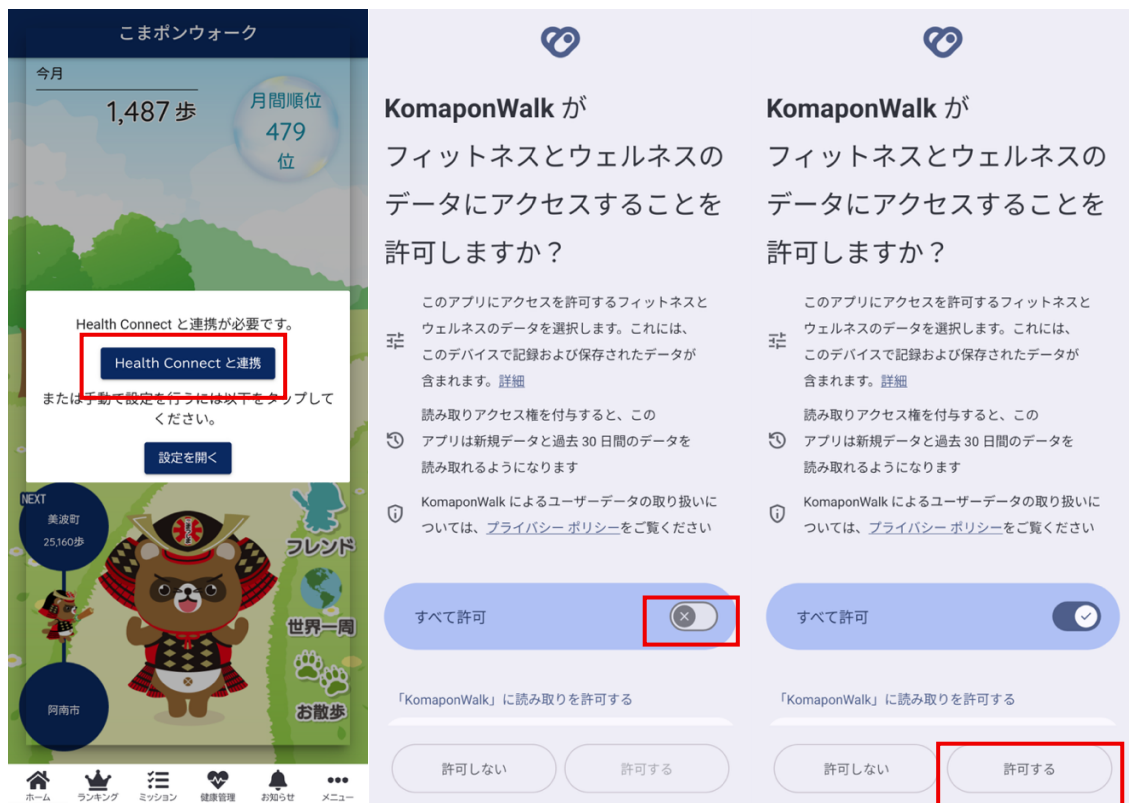 こまポンウォーク
今月
1,487 歩
月間順位
479
位
Health Connect と連携が必要です。
Health Connect と連携
または手動で設定を行うには以下をタップして
ください。
設定を開く
NEXT
美波町
25,160歩
フレンド
世界一周
阿南市
お散歩
ホーム
ランキング
ミッション
健康管理
お知らせ
メニュー
KomaponWalk が
フィットネスとウェルネスの
データにアクセスすることを
許可しますか？
このアプリにアクセスを許可するフィットネスと
ウェルネスのデータを選択します。これには、
このデバイスで記録および保存されたデータが
含まれます。詳細
読み取りアクセス権を付与すると、この
アプリは新規データと過去 30 日間のデータを
読み取れるようになります
KomaponWalk によるユーザーデータの取り扱いに
ついては、プライバシー ポリシーをご覧ください
すべて許可
「KomaponWalk」に読み取りを許可する
許可しない
許可する
KomaponWalk が
フィットネスとウェルネスの
データにアクセスすることを
許可しますか？
このアプリにアクセスを許可するフィットネスと
ウェルネスのデータを選択します。これには、
このデバイスで記録および保存されたデータが
含まれます。詳細
読み取りアクセス権を付与すると、この
アプリは新規データと過去 30 日間のデータを
読み取れるようになります
KomaponWalk によるユーザーデータの取り扱いに
ついては、プライバシー ポリシーをご覧ください
すべて許可
「KomaponWalk」に読み取りを許可する
許可しない
許可する